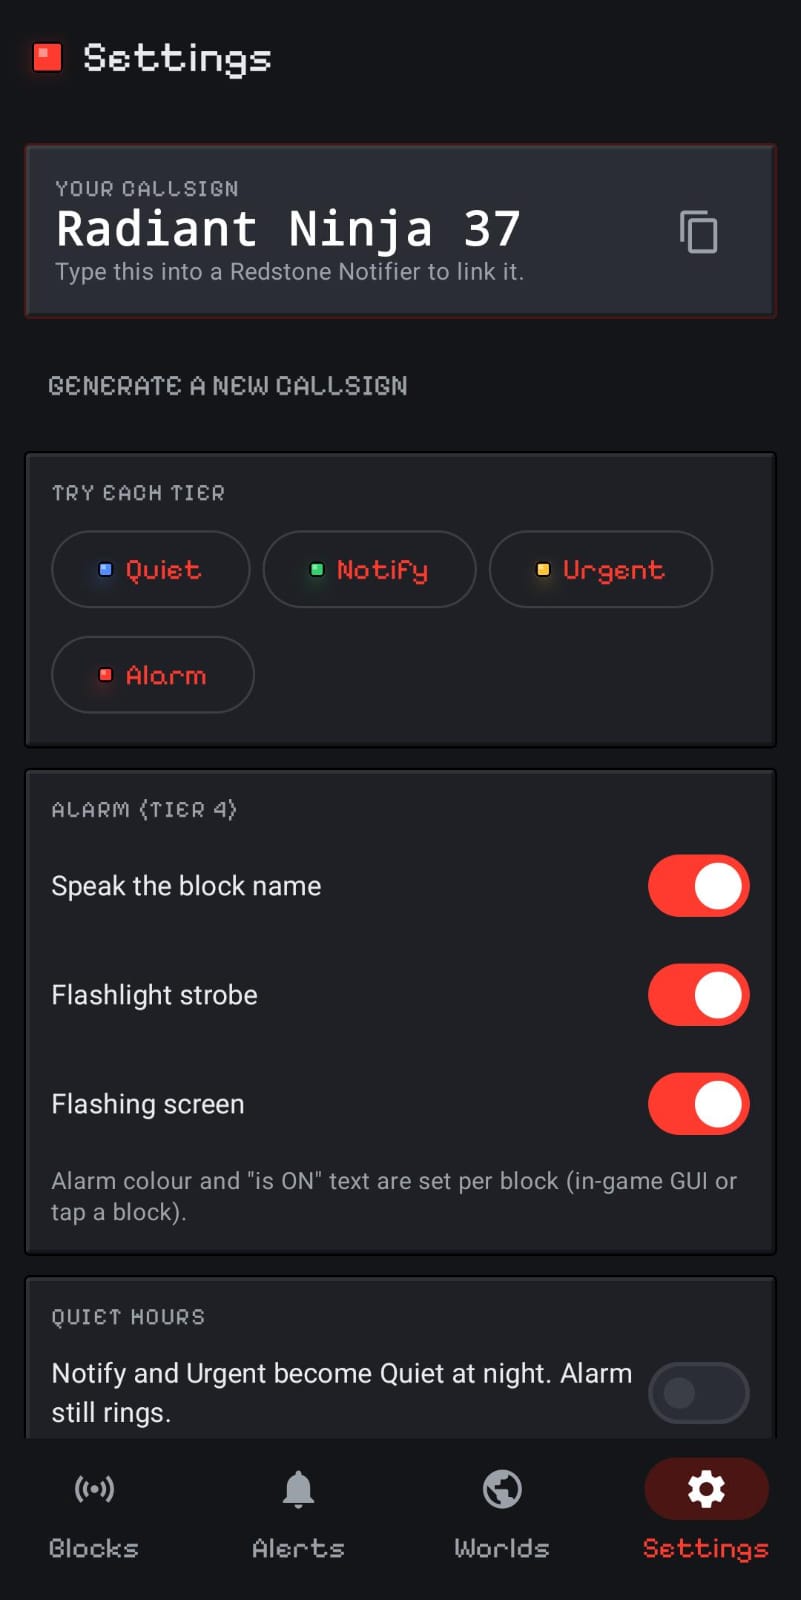 Settings
YOUR CALLSIGN
Radiant Ninja 37
Type this into a Redstone Notifier to link it.
GENERATE A NEW CALLSIGN
TRY EACH TIER
Quiet
Notify
Urgent
Alarm
ALARM (TIER 4)
Speak the block name
Flashlight strobe
Flashing screen
Alarm colour and "is ON" text are set per block (in-game GUI or
tap a block).
QUIET HOURS
Notify and Urgent become Quiet at night. Alarm
still rings.
Blocks
Alerts
Worlds
Settings